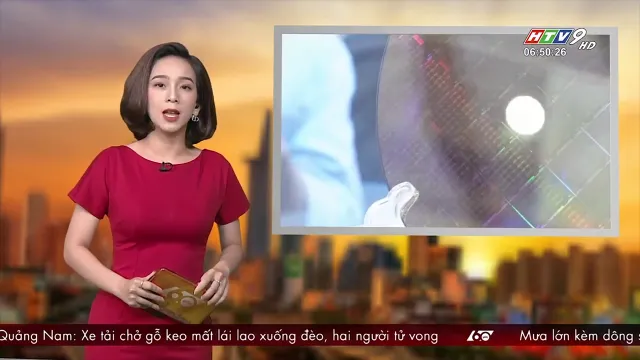 HTV9 HD
06:50:26
Quảng Nam: Xe tải chở gỗ keo mất lái lao xuống đèo, hai người tử vong 60 Mưa lớn kèm dông